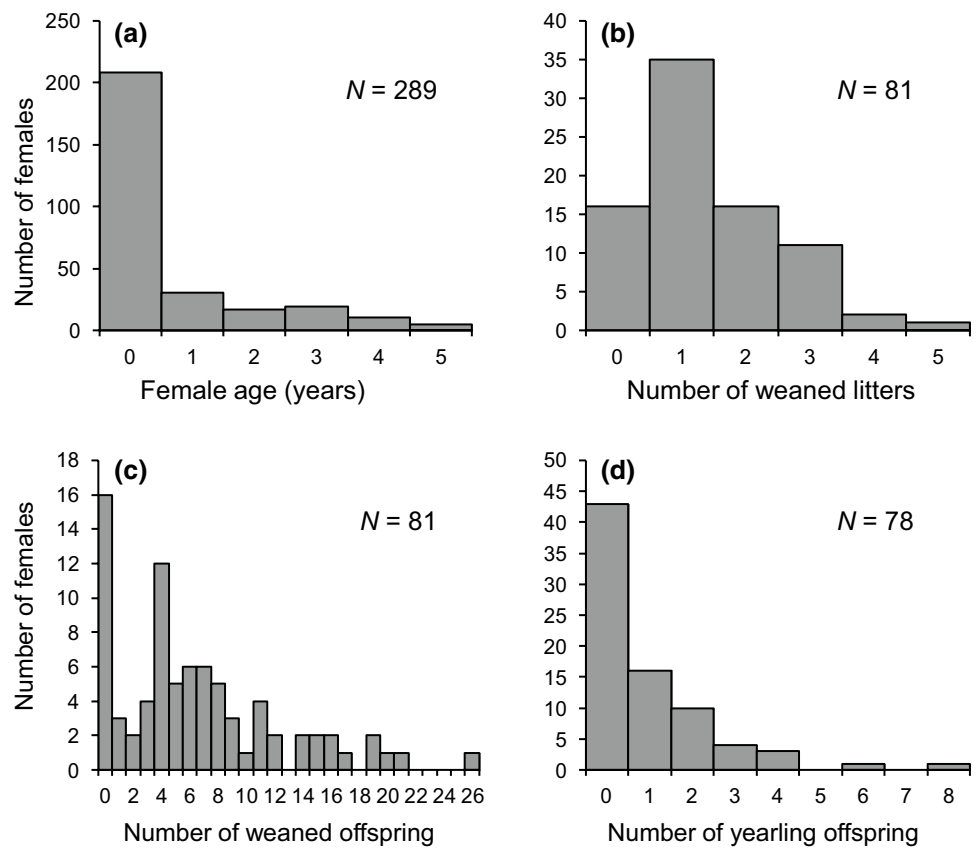 (a)
N = 289
250
200
150
100
50
0
0 1 2 3 4 5
Number of females
Female age (years)
(b)
N = 81
40
35
30
25
20
15
10
5
0
0 1 2 3 4 5
Number of weaned litters
(c)
N = 81
18
16
14
12
10
8
6
4
2
0
0 2 4 6 8 10 12 14 16 18 20 22 24 26
Number of females
Number of weaned offspring
(d)
N = 78
50
45
40
35
30
25
20
15
10
5
0
0 1 2 3 4 5 6 7 8
Number of yearling offspring